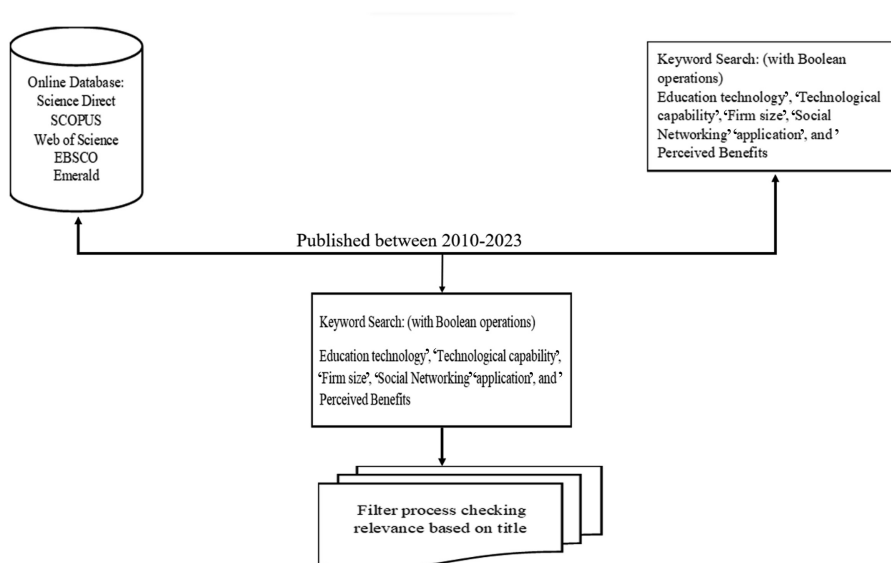 Online Database:
Science Direct
SCOPUS
Web of Science
EBSCO
Emerald
Keyword Search: (with Boolean
operations)
Education technology’, ‘Technological
capability’, ‘Firm size’, ‘Social
Networking’ ‘application’, and ’
Perceived Benefits
Published between 2010-2023
Keyword Search: (with Boolean operations)
Education technology’, ‘Technological capability’,
‘Firm size’, ‘Social Networking’ ‘application’, and ’
Perceived Benefits
Filter process checking
relevance based on title